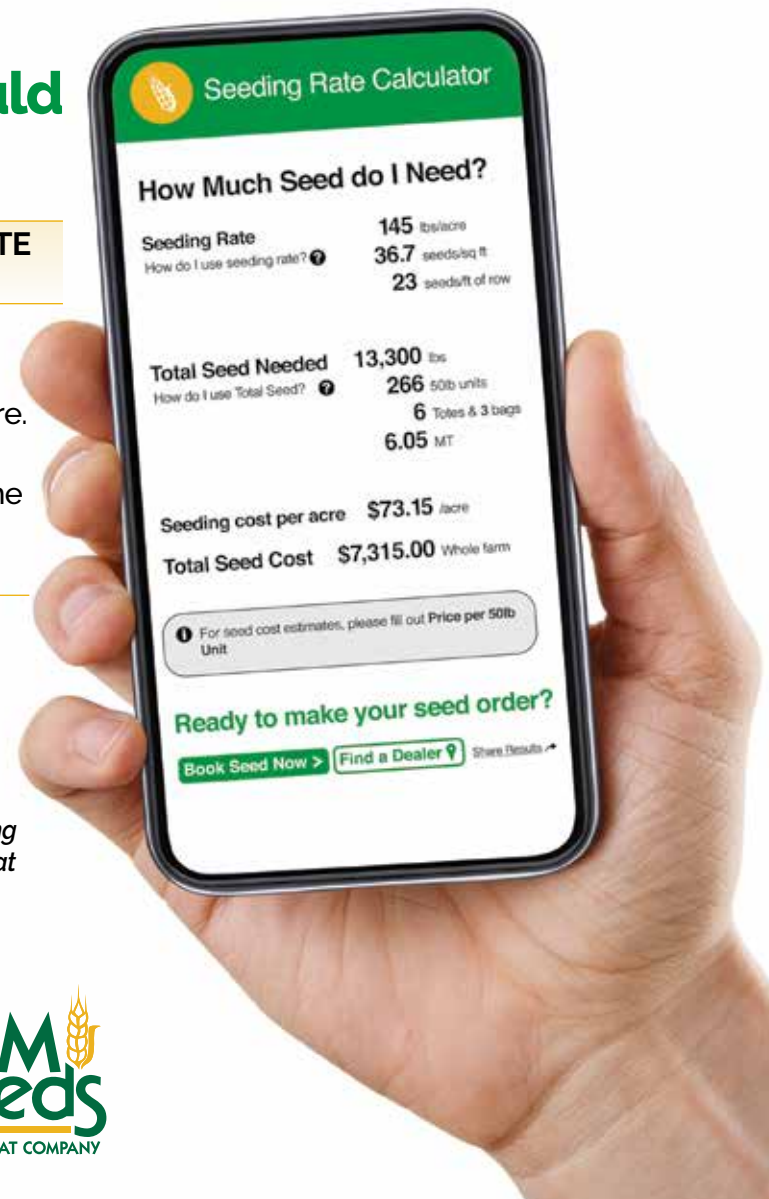 uld
TE
re.
ne
ng
at
M
eds
AT COMPANY
Seeding Rate Calculator
How Much Seed do I Need?
Seeding Rate 145 lbs/acre
How do I use seeding rate? ? 36.7 seeds/sq ft
23 seeds/ft of row
Total Seed Needed 13,300 lbs
How do I use Total Seed? ? 266 50lb units
6 Totes & 3 bags
6.05 MT
Seeding cost per acre $73.15 /acre
Total Seed Cost $7,315.00 Whole farm
For seed cost estimates, please fill out Price per 50lb
Unit
Ready to make your seed order?
Book Seed Now > Find a Dealer Share Results